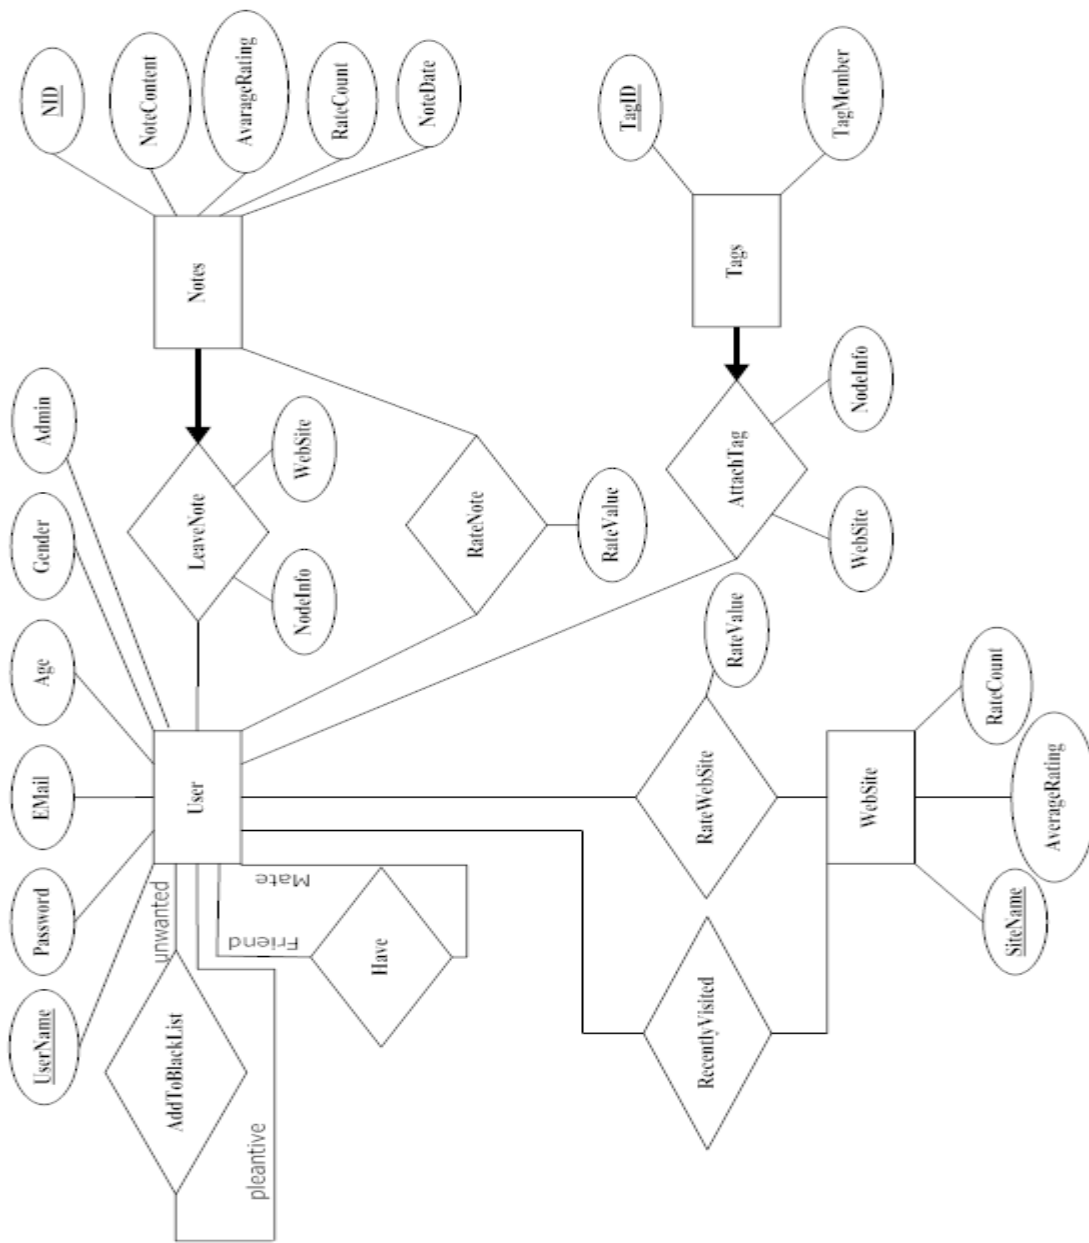 NID
NoteContent
AvarageRating
RateCount
NoteDate
Notes
TagID
TagMember
Tags
Admin
Gender
Age
EMail
Password
UserName
LeaveNote
WebSite
NodeInfo
RateNote
RateValue
AttachTag
NodeInfo
WebSite
User
unwanted
AddToBlackList
pleantive
Mate
Friend
Have
RateValue
RateWebSite
RecentlyVisited
WebSite
RateCount
AverageRating
SiteName